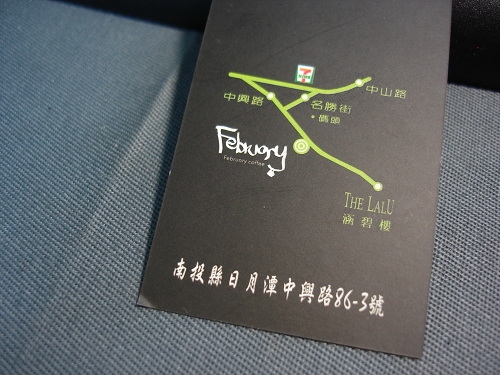 7
中山路
中興路
名勝街
碼頭
February
February coffee
THE LALU
涵碧樓
南投縣日月潭中興路86-3號